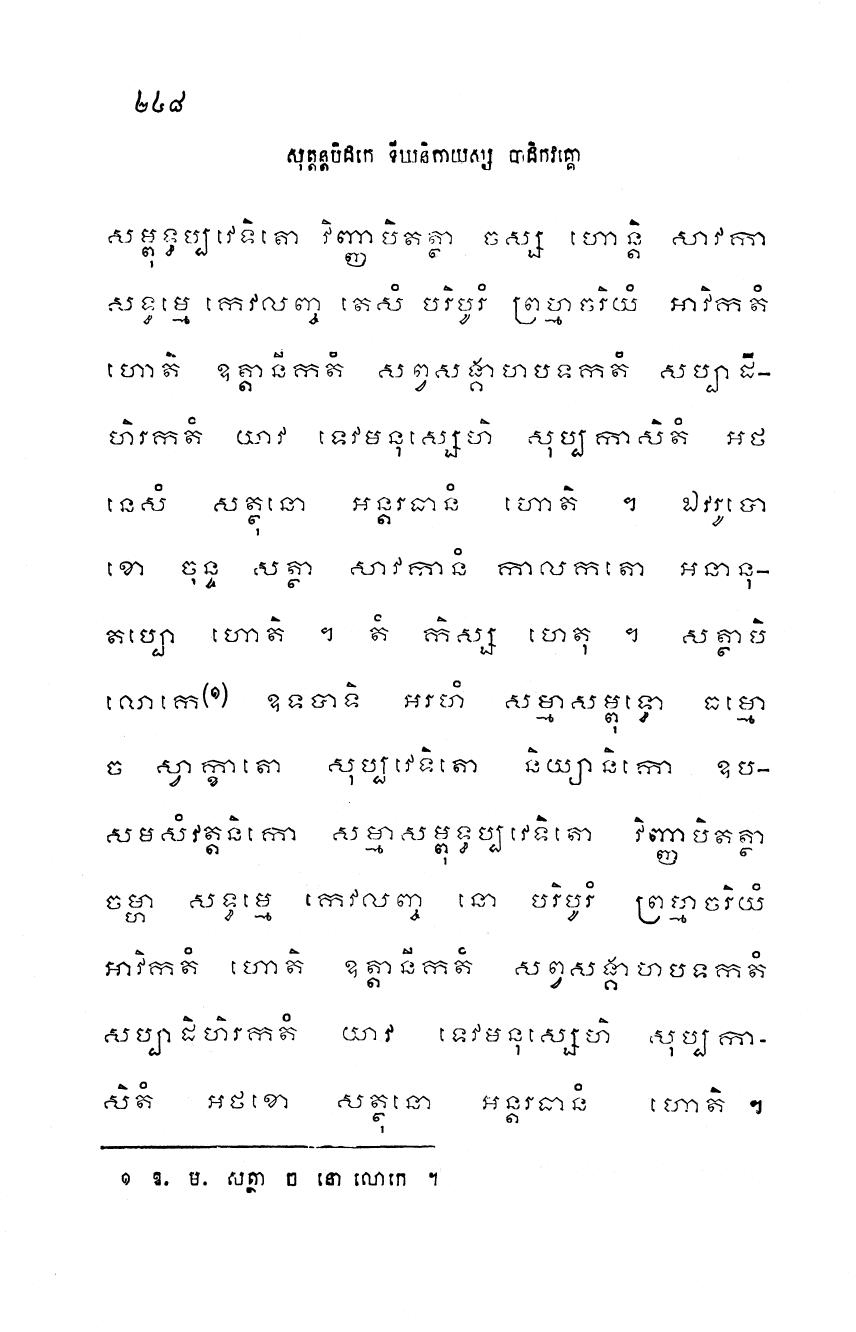 ២៤៨
សុត្តន្តបិដកេ ទីឃនិកាយស្ស បាដិកវគ្គោ
សម្ពុទ្ធប្បវេទិតោ វិញ្ញាបិតត្ថា ចស្ស ហោន្តិ សាវកា
សទ្ធម្មេ កេវលញ្ច តេសំ បរិបូរំ ព្រហ្មចរិយំ អាវិកតំ
ហោតិ ឧត្តានីកតំ សព្វសង្គាហបទកតំ សប្បាដិ-
ហិរកតំ យាវ ទេវមនុស្សេហិ សុប្បកាសិតំ អថ
នេសំ សត្ថុនោ អន្តរធានំ ហោតិ ។ ឯវរូបោ
ខោ ចុន្ទ សត្ថា សាវកានំ កាលកតោ អនានុ-
តប្បោ ហោតិ ។ តំ កិស្ស ហេតុ ។ សត្ថាបិ
លោកេ(១) ឧទបាទិ អរហំ សម្មាសម្ពុទ្ធោ ធម្មោ
ច ស្វាក្ខាតោ សុប្បវេទិតោ និយ្យានិកោ ឧប-
សមសំវត្តនិកោ សម្មាសម្ពុទ្ធប្បវេទិតោ វិញ្ញាបិតត្ថា
ចម្ហា សទ្ធម្មេ កេវលញ្ច នោ បរិបូរំ ព្រហ្មចរិយំ
អាវិកតំ ហោតិ ឧត្តានីកតំ សព្វសង្គាហបទកតំ
សប្បាដិហិរកតំ យាវ ទេវមនុស្សេហិ សុប្បកា-
សិតំ អថខោ សត្ថុនោ អន្តរធានំ ហោតិ ។
១ ឱ. ម. សត្ថា ច នោ លោកេ ។